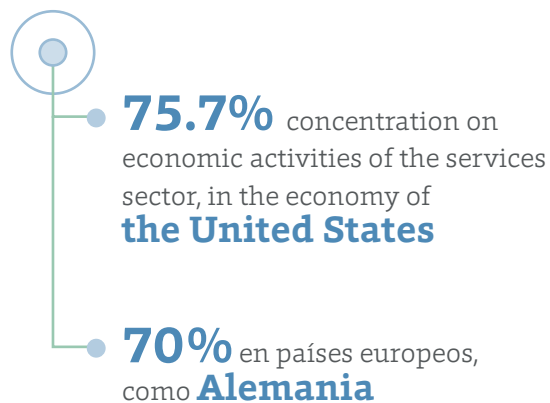 75.7% concentration on
economic activities of the services
sector, in the economy of
the United States
70% en países europeos,
como Alemania